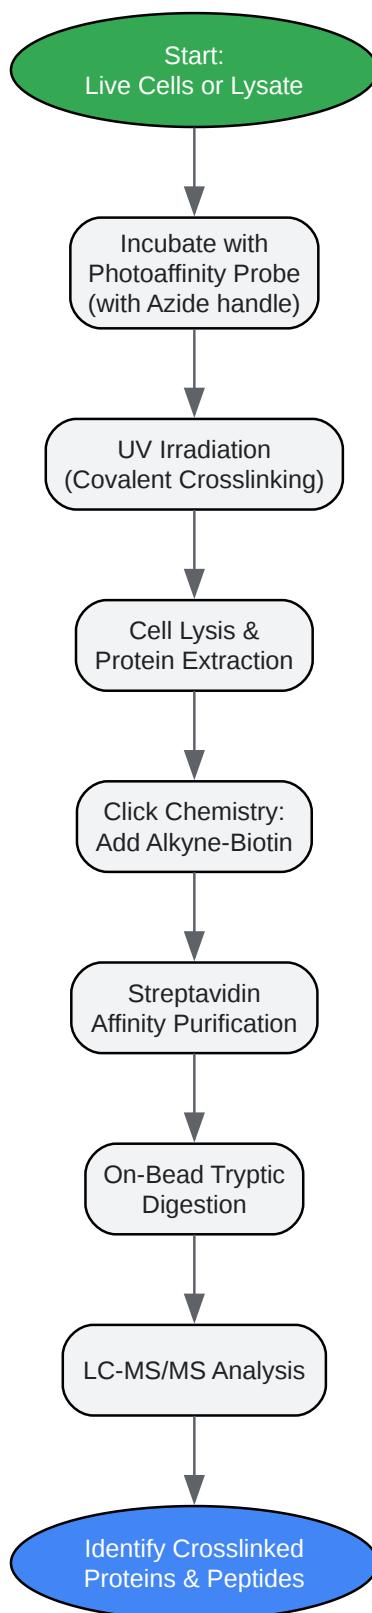 Start:
Live Cells or Lysate
Incubate with
Photoaffinity Probe
(with Azide handle)
UV Irradiation
(Covalent Crosslinking)
Cell Lysis &
Protein Extraction
Click Chemistry:
Add Alkyne-Biotin
Streptavidin
Affinity Purification
On-Bead Tryptic
Digestion
LC-MS/MS Analysis
Identify Crosslinked
Proteins & Peptides